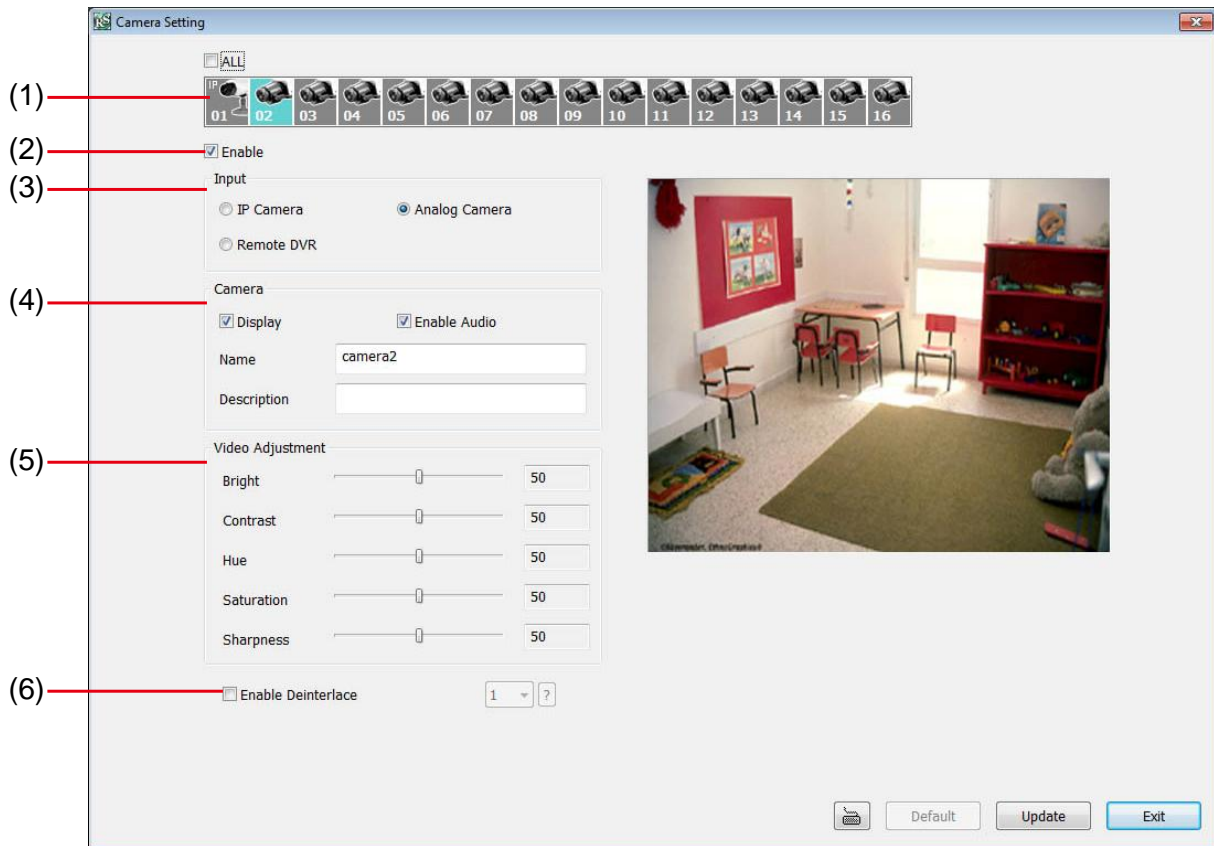 RS Camera Setting
ALL
(1)
IP
01 02 03 04 05 06 07 08 09 10 11 12 13 14 15 16
(2)
Enable
(3)
Input
IP Camera Analog Camera
Remote DVR
(4)
Camera
Display Enable Audio
Name camera2
Description
(5)
Video Adjustment
Bright 50
Contrast 50
Hue 50
Saturation 50
Sharpness 50
(6)
Enable Deinterlace 1 ?
Default Update Exit